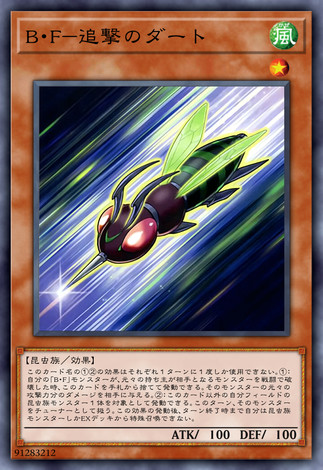 B・F－追撃のダート
風
【昆虫族／効果】
このカード名の①②の効果はそれぞれ１ターンに１度しか使用できない。①：
自分の「B・F」モンスターが、元々の持ち主が相手となるモンスターを戦闘で破
壊した時、このカードを手札から捨てて発動できる。そのモンスターの元々の
攻撃力分のダメージを相手に与える。②：このカード以外の自分フィールドの
昆虫族モンスター１体を対象として発動できる。このターン、そのモンスター
をチューナーとして扱う。この効果の発動後、ターン終了時まで自分は昆虫族
モンスターしかEXデッキから特殊召喚できない。
ATK/ 100 DEF/ 100
91283212